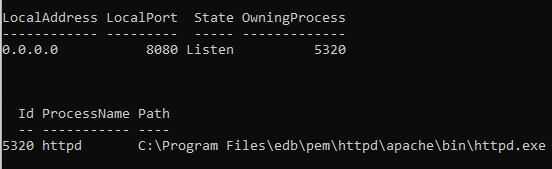 LocalAddress LocalPort  State OwningProcess
------------ ---------  ----- -------------
0.0.0.0           8080 Listen          5320
  Id ProcessName Path
  -- ----------- ----
5320 httpd       C:\Program Files\edb\pem\httpd\apache\bin\httpd.exe